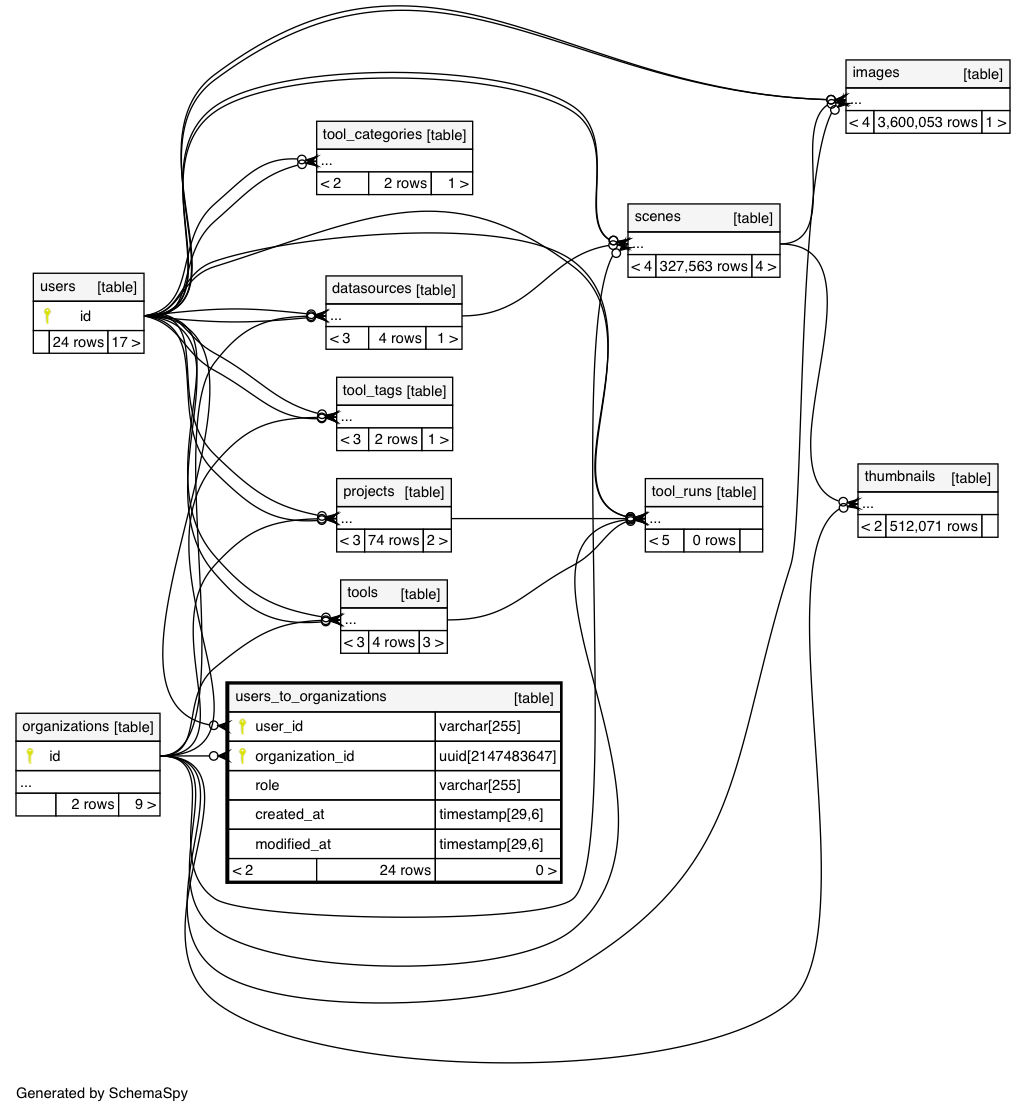 images [table]
...
< 4 3,600,053 rows 1 >
tool_categories [table]
...
< 2 2 rows 1 >
scenes [table]
...
< 4 327,563 rows 4 >
users [table]
id
24 rows 17 >
datasources [table]
...
< 3 4 rows 1 >
tool_tags [table]
...
< 3 2 rows 1 >
projects [table]
...
< 3 74 rows 2 >
tool_runs [table]
...
< 5 0 rows
thumbnails [table]
...
< 2 512,071 rows
tools [table]
...
< 3 4 rows 3 >
organizations [table]
id
...
2 rows 9 >
users_to_organizations [table]
user_id varchar[255]
organization_id uuid[2147483647]
role varchar[255]
created_at timestamp[29,6]
modified_at timestamp[29,6]
< 2 24 rows 0 >
Generated by SchemaSpy